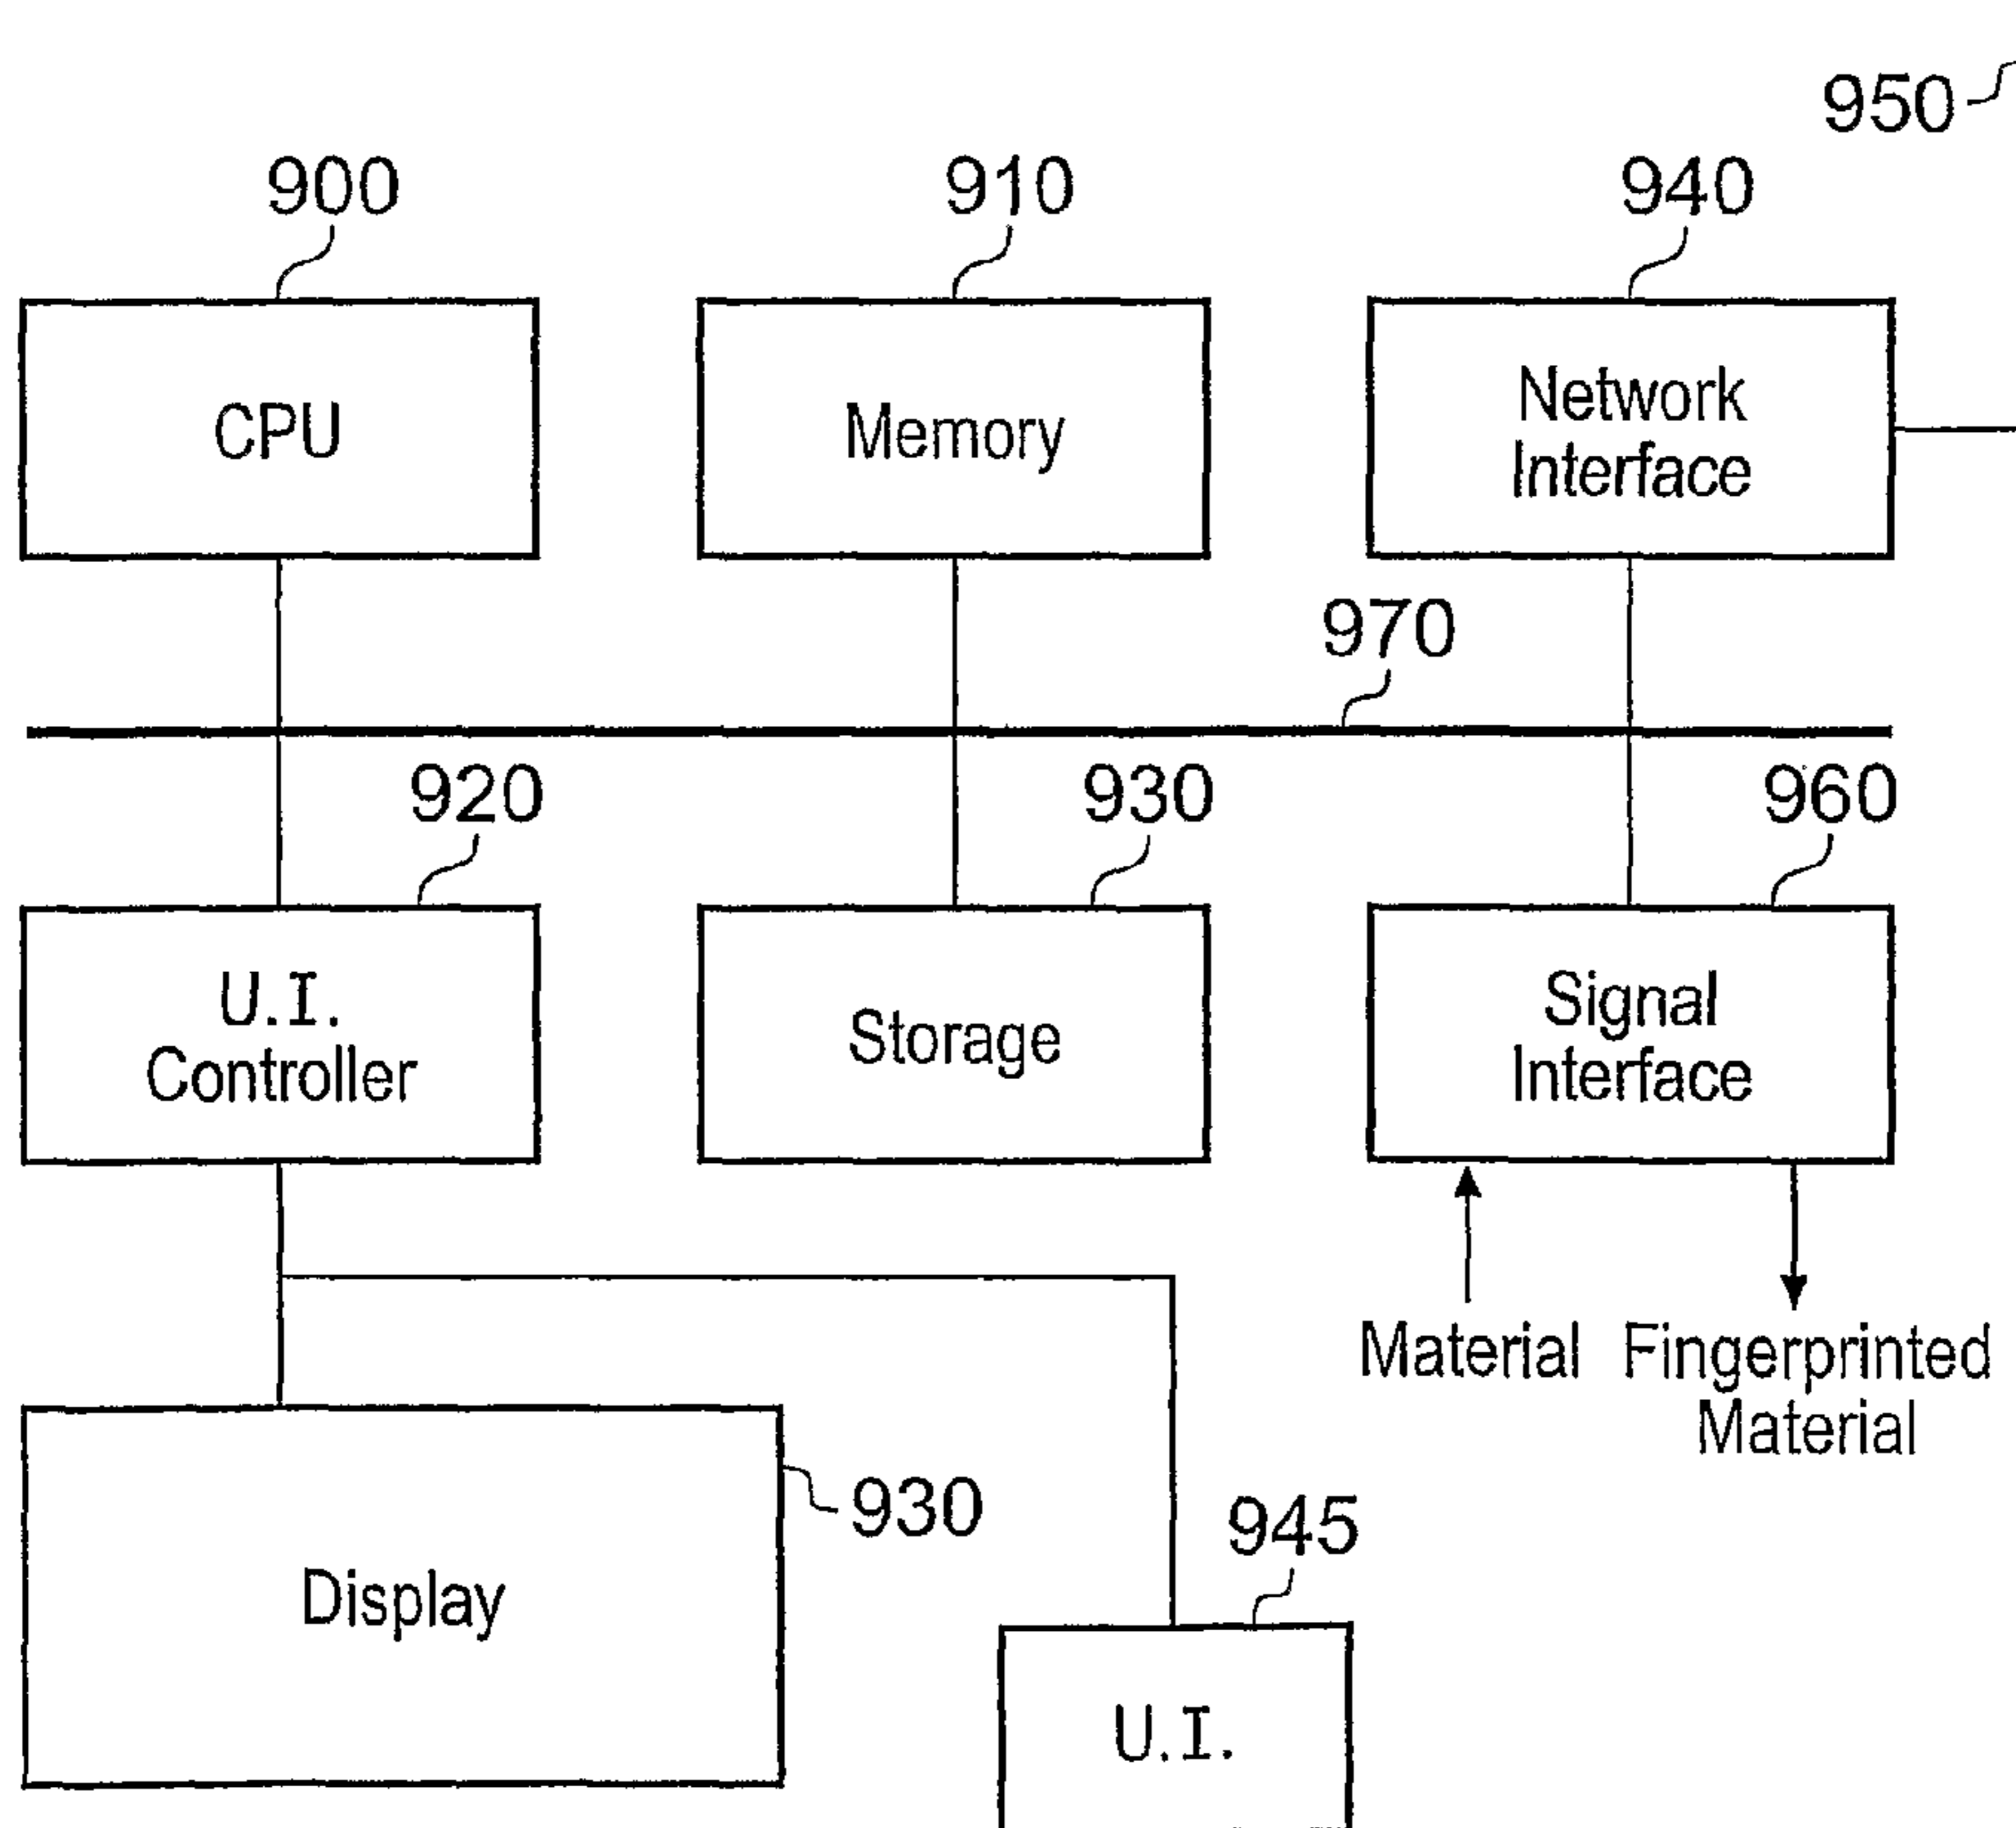 950
900
910
940
CPU
Memory
Network
Interface
970
920
930
960
U.I.
Controller
Storage
Signal
Interface
Material
Fingerprinted
Material
930
945
Display
U.I.